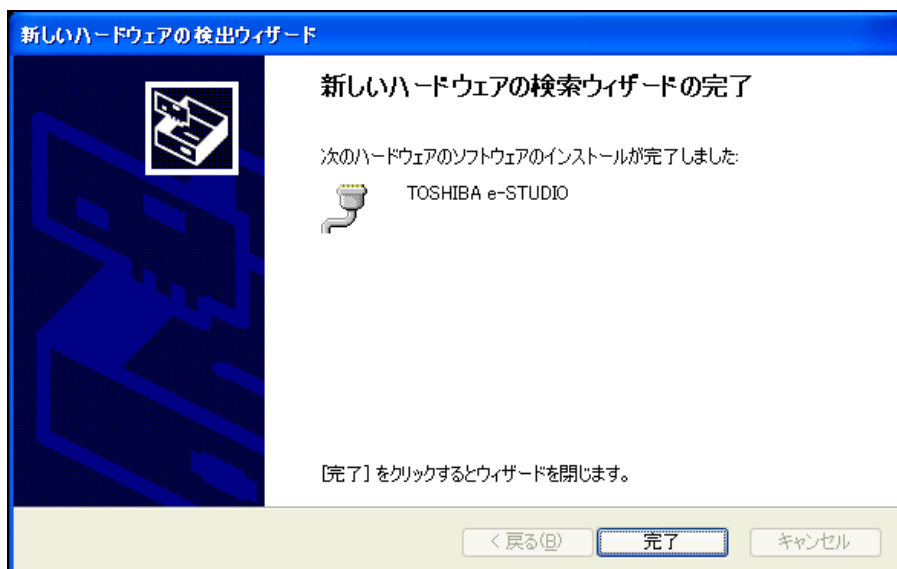 新しいハードウェアの検出ウィザード
新しいハードウェアの検索ウィザードの完了
次のハードウェアのソフトウェアのインストールが完了しました:
TOSHIBA e-STUDIO
[完了] をクリックするとウィザードを閉じます。
< 戻る(B) 完了 キャンセル